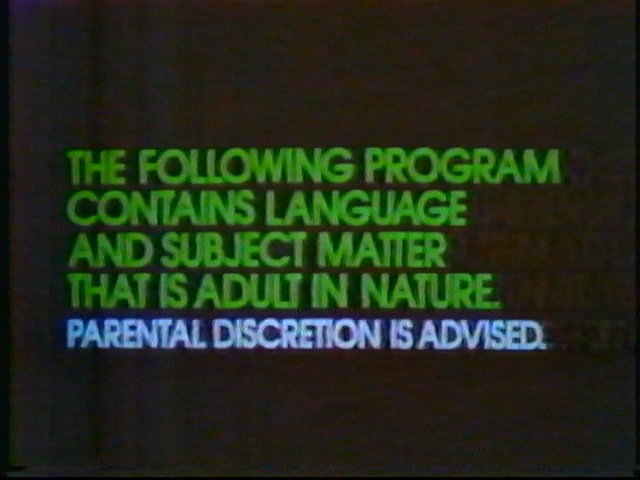 THE FOLLOWING PROGRAM
CONTAINS LANGUAGE
AND SUBJECT MATTER
THAT IS ADULT IN NATURE.
PARENTAL DISCRETION IS ADVISED.